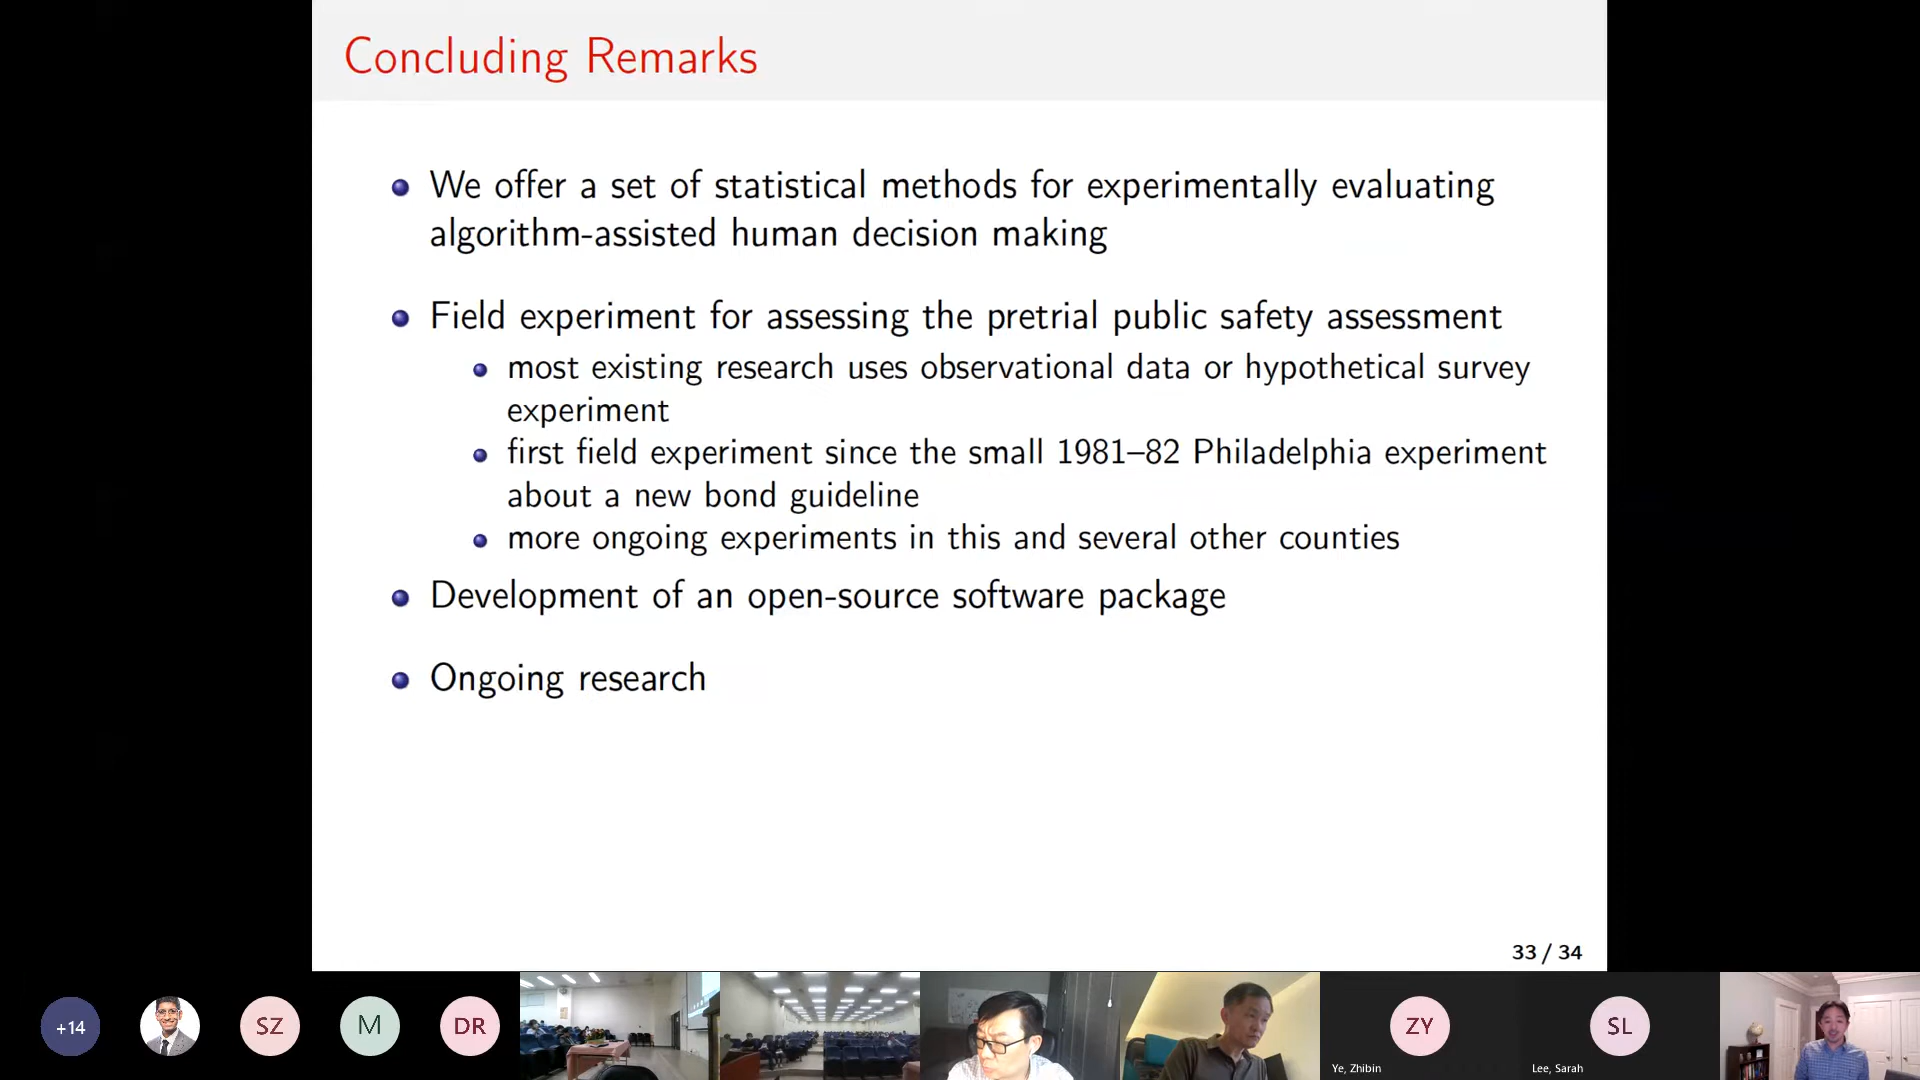 Concluding Remarks
We offer a set of statistical methods for experimentally evaluating
algorithm-assisted human decision making
Field experiment for assessing the pretrial public safety assessment
most existing research uses observational data or hypothetical survey
experiment
first field experiment since the small 1981–82 Philadelphia experiment
about a new bond guideline
more ongoing experiments in this and several other counties
Development of an open-source software package
Ongoing research
33 / 34
+14
SZ
M
DR
ZY
SL
Ye, Zhibin
Lee, Sarah